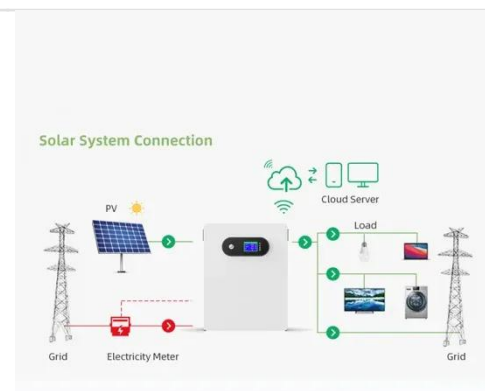 Solar System Connection
Cloud Server
PV
Load
Grid
Electricity Meter
Grid